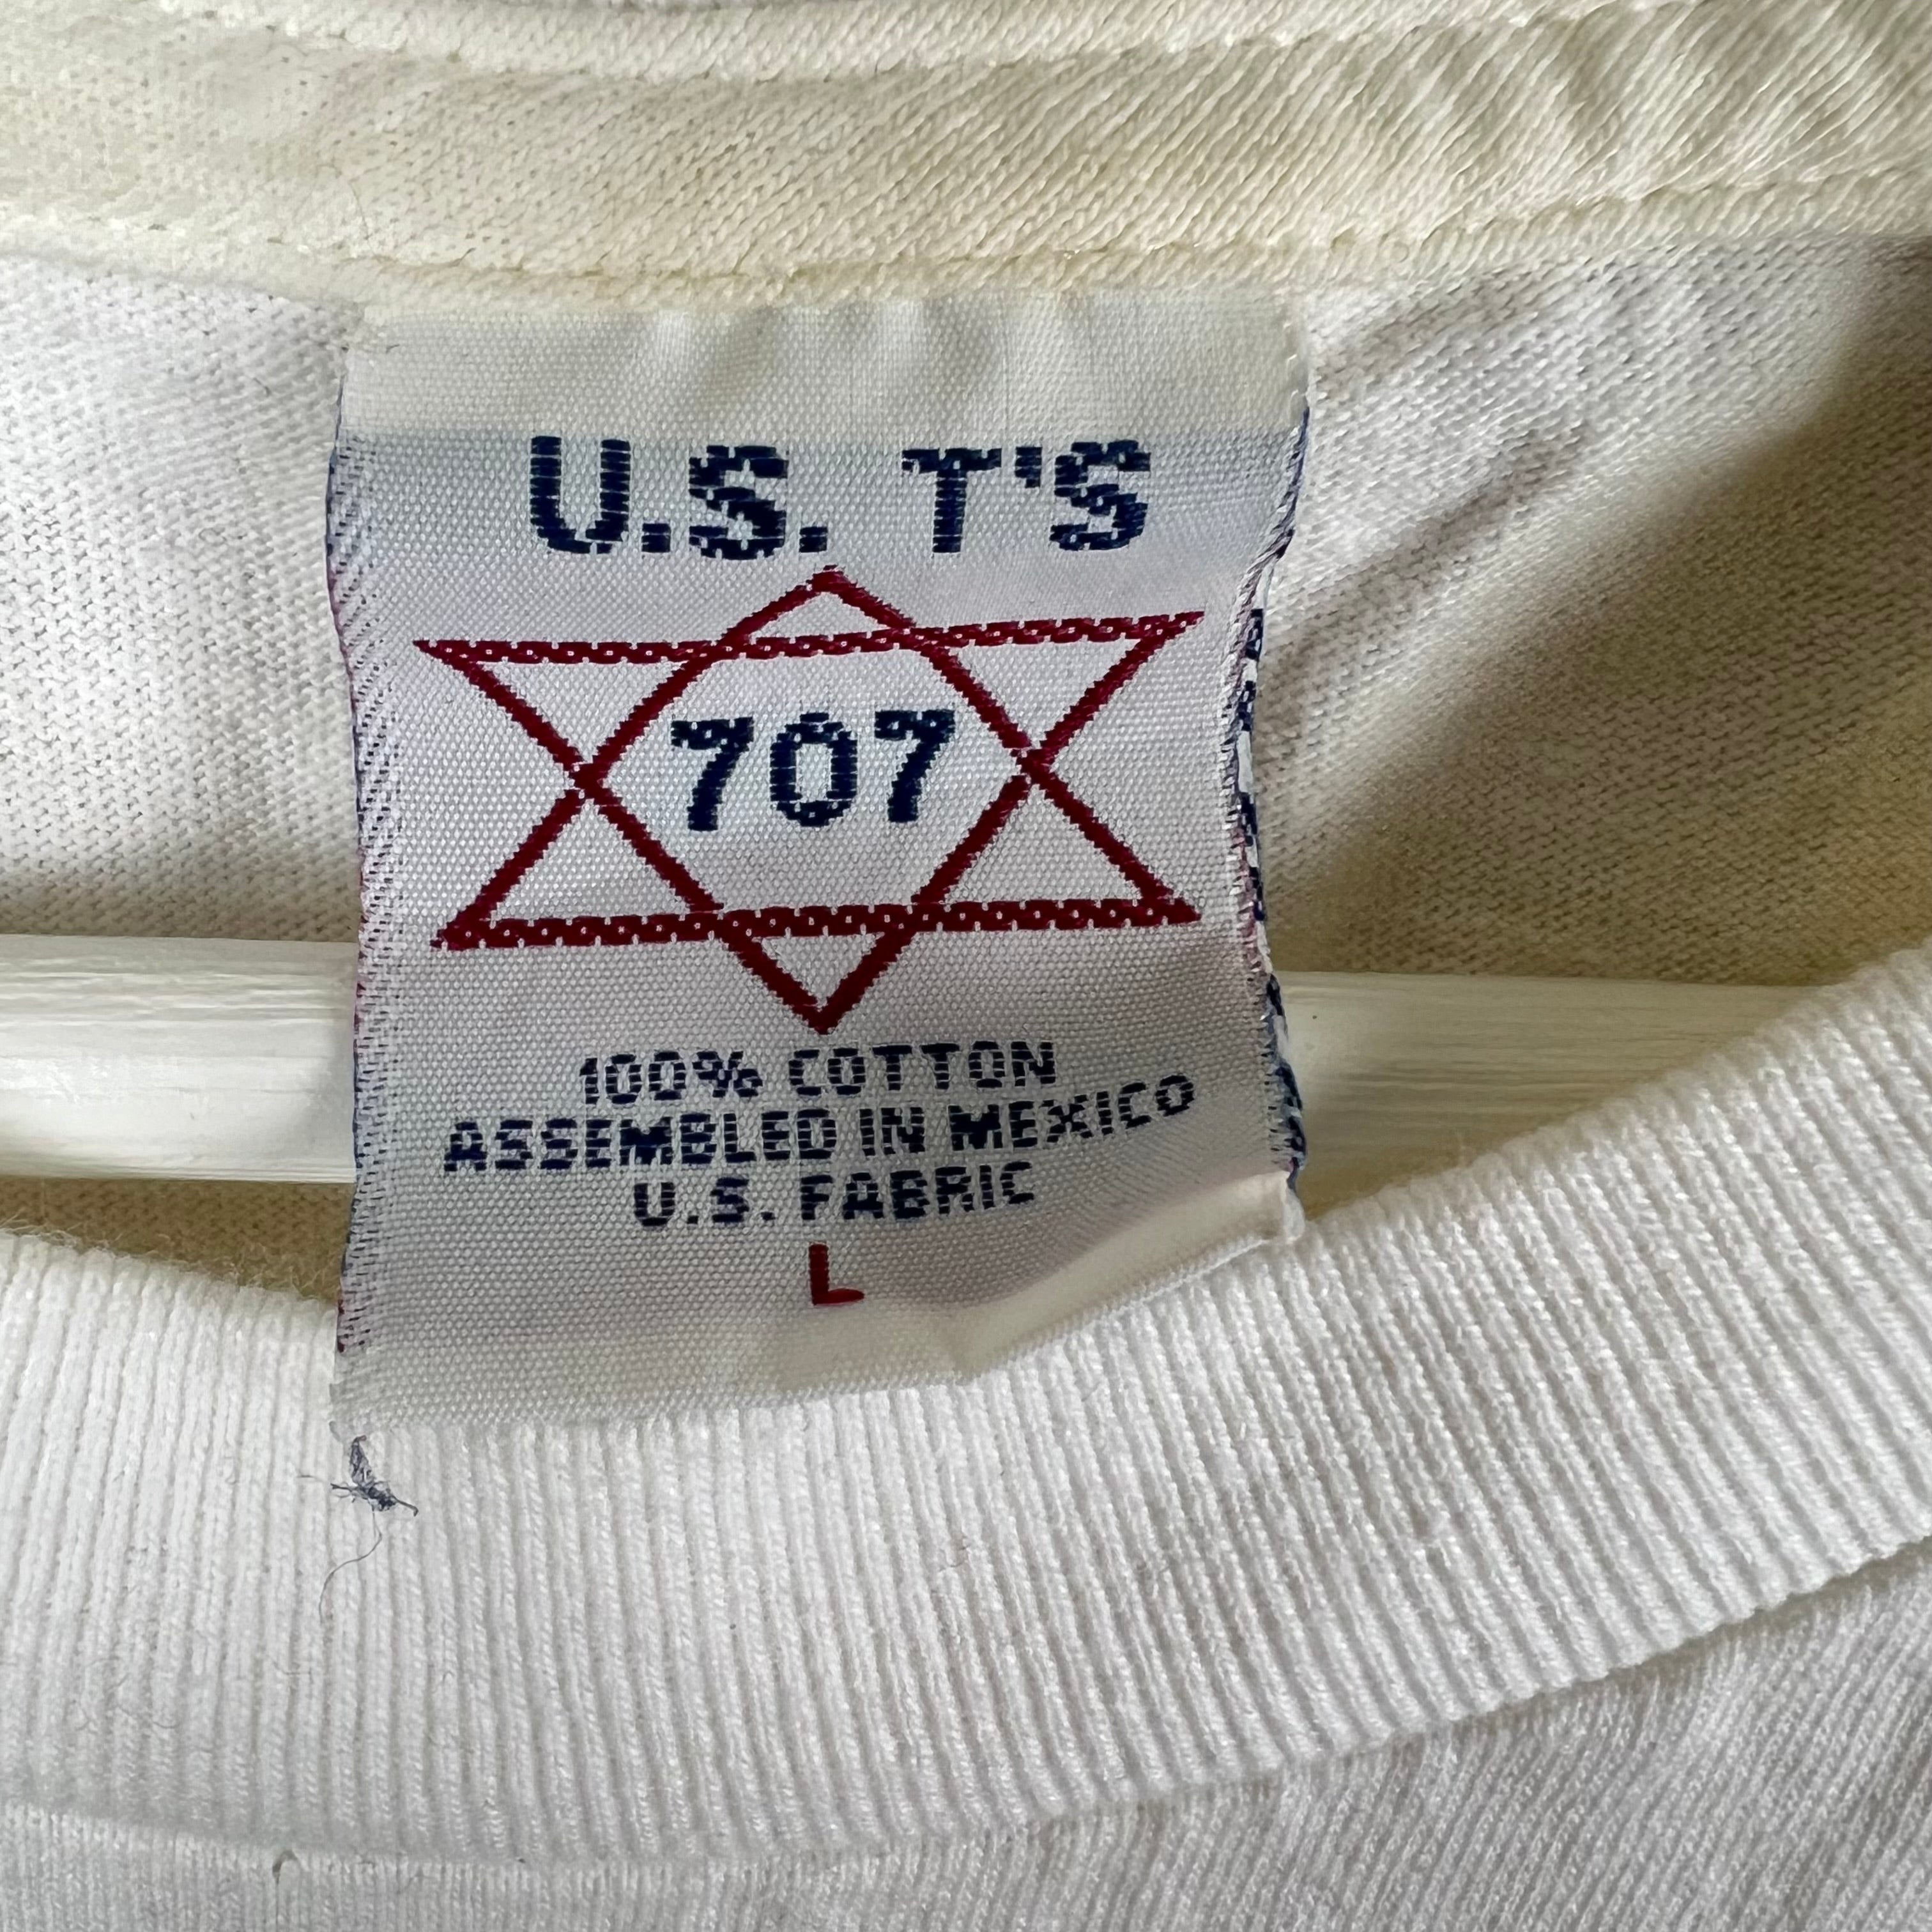 U.S. T'S
707
100% COTTON
ASSEMBLED IN MEXICO
U.S. FABRIC
L